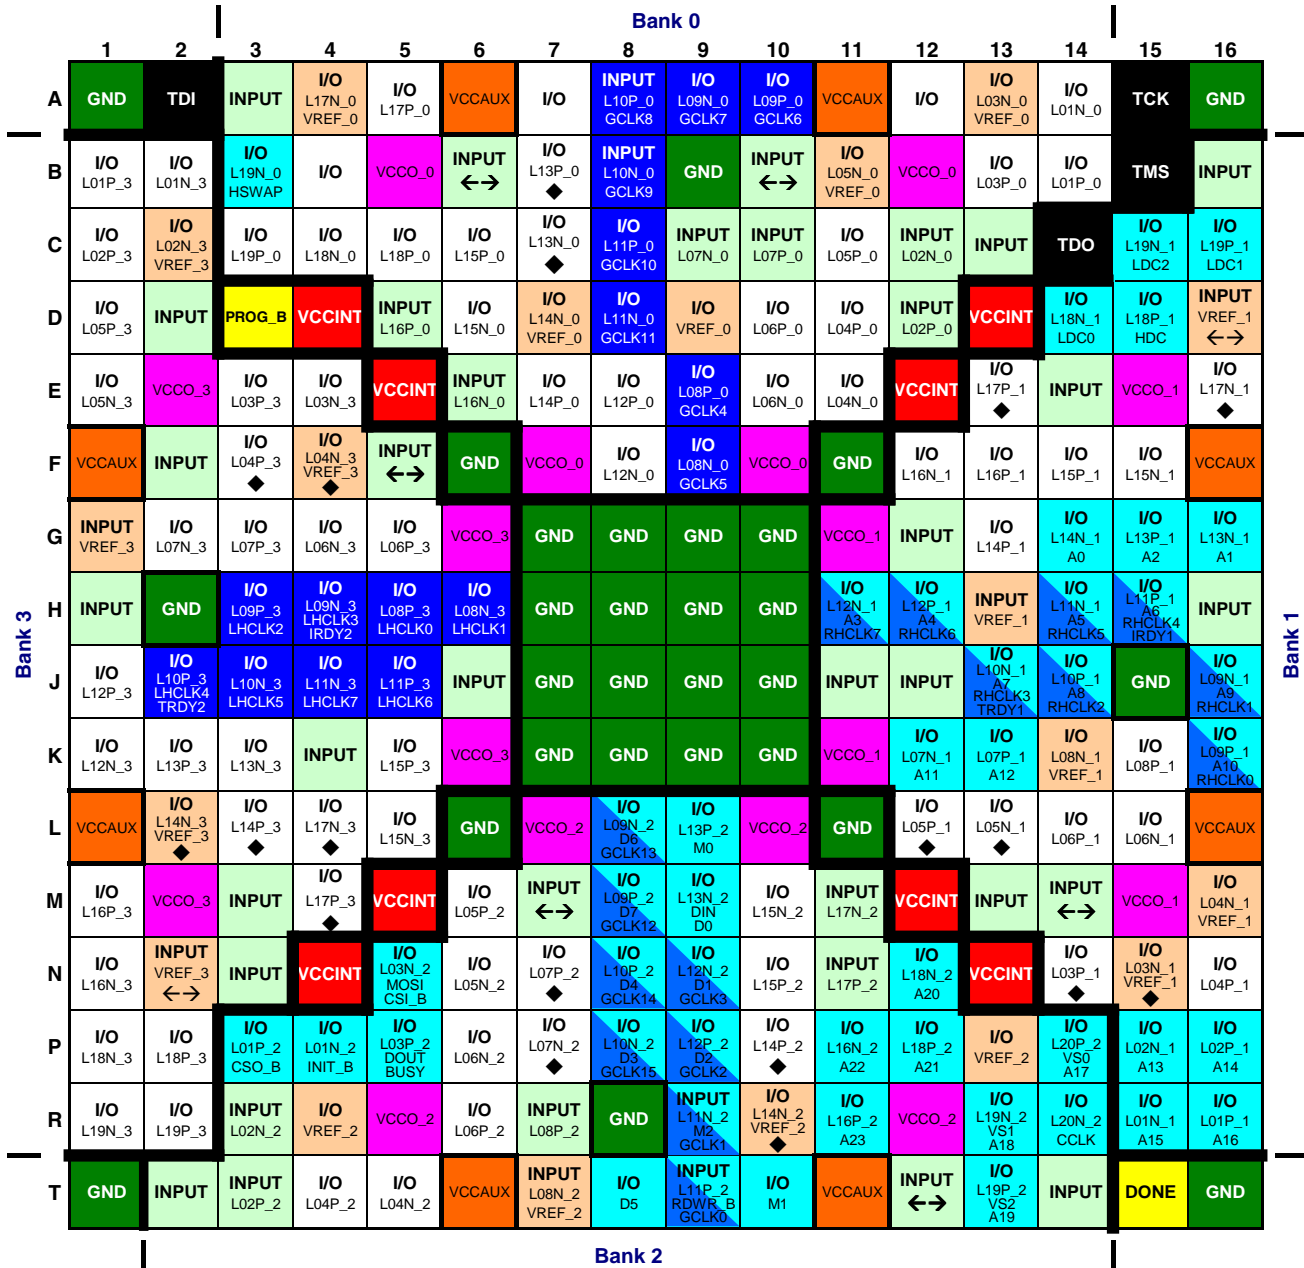 Bank 0
1 2 3 4 5 6 7 8 9 10 11 12 13 14 15 16
A
GND
TDI
INPUT
I/O L17N_0 VREF_0
I/O L17P_0
VCCAUX
I/O
INPUT L10P_0 GCLK8
I/O L09N_0 GCLK7
I/O L09P_0 GCLK6
VCCAUX
I/O
I/O L03N_0 VREF_0
I/O L01N_0
TCK
GND
B
I/O L01P_3
I/O L01N_3
I/O L19N_0 HSWAP
I/O
VCCO_0
INPUT ←→
I/O L13P_0 ◆
INPUT L10N_0 GCLK9
GND
INPUT ←→
I/O L05N_0 VREF_0
VCCO_0
I/O L03P_0
I/O L01P_0
TMS
INPUT
C
I/O L02P_3
I/O L02N_3 VREF_3
I/O L19P_0
I/O L18N_0
I/O L18P_0
I/O L15P_0
I/O L13N_0 ◆
I/O L11P_0 GCLK10
INPUT L07N_0
INPUT L07P_0
I/O L05P_0
INPUT L02N_0
INPUT
TDO
I/O L19N_1 LDC2
I/O L19P_1 LDC1
D
I/O L05P_3
INPUT
PROG_B
VCCINT
INPUT L16P_0
I/O L15N_0
I/O L14N_0 VREF_0
I/O L11N_0 GCLK11
I/O VREF_0
I/O L06P_0
I/O L04P_0
INPUT L02P_0
VCCINT
I/O L18N_1 LDC0
I/O L18P_1 HDC
INPUT VREF_1 ←→
E
I/O L05N_3
VCCO_3
I/O L03P_3
I/O L03N_3
VCCINT
INPUT L16N_0
I/O L14P_0
I/O L12P_0
I/O L08P_0 GCLK4
I/O L06N_0
I/O L04N_0
VCCINT
I/O L17P_1 ◆
INPUT
VCCO_1
I/O L17N_1 ◆
F
VCCAUX
INPUT
I/O L04P_3 ◆
I/O L04N_3 VREF_3 ◆
INPUT ←→
GND
VCCO_0
I/O L12N_0
I/O L08N_0 GCLK5
VCCO_0
GND
I/O L16N_1
I/O L16P_1
I/O L15P_1
I/O L15N_1
VCCAUX
G
INPUT VREF_3
I/O L07N_3
I/O L07P_3
I/O L06N_3
I/O L06P_3
VCCO_3
GND
GND
GND
GND
VCCO_1
INPUT
I/O L14P_1
I/O L14N_1 A0
I/O L13P_1 A2
I/O L13N_1 A1
Bank 3
Bank 1
H
INPUT
GND
I/O L09P_3 LHCLK2
I/O L09N_3 LHCLK3 IRDY2
I/O L08P_3 LHCLK0
I/O L08N_3 LHCLK1
GND
GND
GND
GND
I/O L12N_1 A3 RHCLK7
I/O L12P_1 A4 RHCLK6
INPUT VREF_1
I/O L11N_1 A5 RHCLK5
I/O L11P_1 A6 RHCLK4 IRDY1
INPUT
J
I/O L12P_3
I/O L10P_3 LHCLK4 TRDY2
I/O L10N_3 LHCLK5
I/O L11N_3 LHCLK7
I/O L11P_3 LHCLK6
INPUT
GND
GND
GND
GND
INPUT
INPUT
I/O L10N_1 A7 RHCLK3 TRDY1
I/O L10P_1 A8 RHCLK2
GND
I/O L09N_1 A9 RHCLK1
K
I/O L12N_3
I/O L13P_3
I/O L13N_3
INPUT
I/O L15P_3
VCCO_3
GND
GND
GND
GND
VCCO_1
I/O L07N_1 A11
I/O L07P_1 A12
I/O L08N_1 VREF_1
I/O L08P_1
I/O L09P_1 A10 RHCLK0
L
VCCAUX
I/O L14N_3 VREF_3 ◆
I/O L14P_3 ◆
I/O L17N_3 ◆
I/O L15N_3
GND
VCCO_2
I/O L09N_2 D6 GCLK13
I/O L13P_2 M0
VCCO_2
GND
I/O L05P_1 ◆
I/O L05N_1 ◆
I/O L06P_1
I/O L06N_1
VCCAUX
M
I/O L16P_3
VCCO_3
INPUT
I/O L17P_3 ◆
VCCINT
I/O L05P_2
INPUT ←→
I/O L09P_2 D7 GCLK12
I/O L13N_2 DIN D0
I/O L15N_2
INPUT L17N_2
VCCINT
INPUT
INPUT ←→
VCCO_1
I/O L04N_1 VREF_1
N
I/O L16N_3
INPUT VREF_3 ←→
INPUT
VCCINT
I/O L03N_2 MOSI CSI_B
I/O L05N_2
I/O L07P_2 ◆
I/O L10P_2 D4 GCLK14
I/O L12N_2 D1 GCLK3
I/O L15P_2
INPUT L17P_2
I/O L18N_2 A20
VCCINT
I/O L03P_1 ◆
I/O L03N_1 VREF_1 ◆
I/O L04P_1
P
I/O L18N_3
I/O L18P_3
I/O L01P_2 CSO_B
I/O L01N_2 INIT_B
I/O L03P_2 DOUT BUSY
I/O L06N_2
I/O L07N_2 ◆
I/O L10N_2 D3 GCLK15
I/O L12P_2 D2 GCLK2
I/O L14P_2 ◆
I/O L16N_2 A22
I/O L18P_2 A21
I/O VREF_2
I/O L20P_2 VS0 A17
I/O L02N_1 A13
I/O L02P_1 A14
R
I/O L19N_3
I/O L19P_3
INPUT L02N_2
I/O VREF_2
VCCO_2
I/O L06P_2
INPUT L08P_2
GND
INPUT L11N_2 M2 GCLK1
I/O L14N_2 VREF_2 ◆
I/O L16P_2 A23
VCCO_2
I/O L19N_2 VS1 A18
I/O L20N_2 CCLK
I/O L01N_1 A15
I/O L01P_1 A16
T
GND
INPUT
INPUT L02P_2
I/O L04P_2
I/O L04N_2
VCCAUX
INPUT L08N_2 VREF_2
I/O D5
INPUT L11P_2 RDWR_B GCLK0
I/O M1
VCCAUX
INPUT ←→
I/O L19P_2 VS2 A19
INPUT
DONE
GND
Bank 2